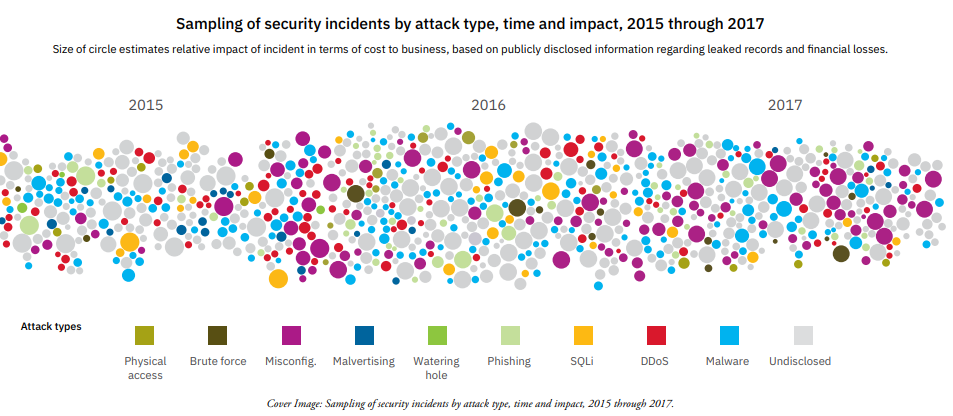 Sampling of security incidents by attack type, time and impact, 2015 through 2017
Size of circle estimates relative impact of incident in terms of cost to business, based on publicly disclosed information regarding leaked records and financial losses.
2015 2016 2017
Attack types
Physical access
Brute force
Misconfig.
Malvertising
Watering hole
Phishing
SQLi
DDoS
Malware
Undisclosed
Cover Image: Sampling of security incidents by attack type, time and impact, 2015 through 2017.